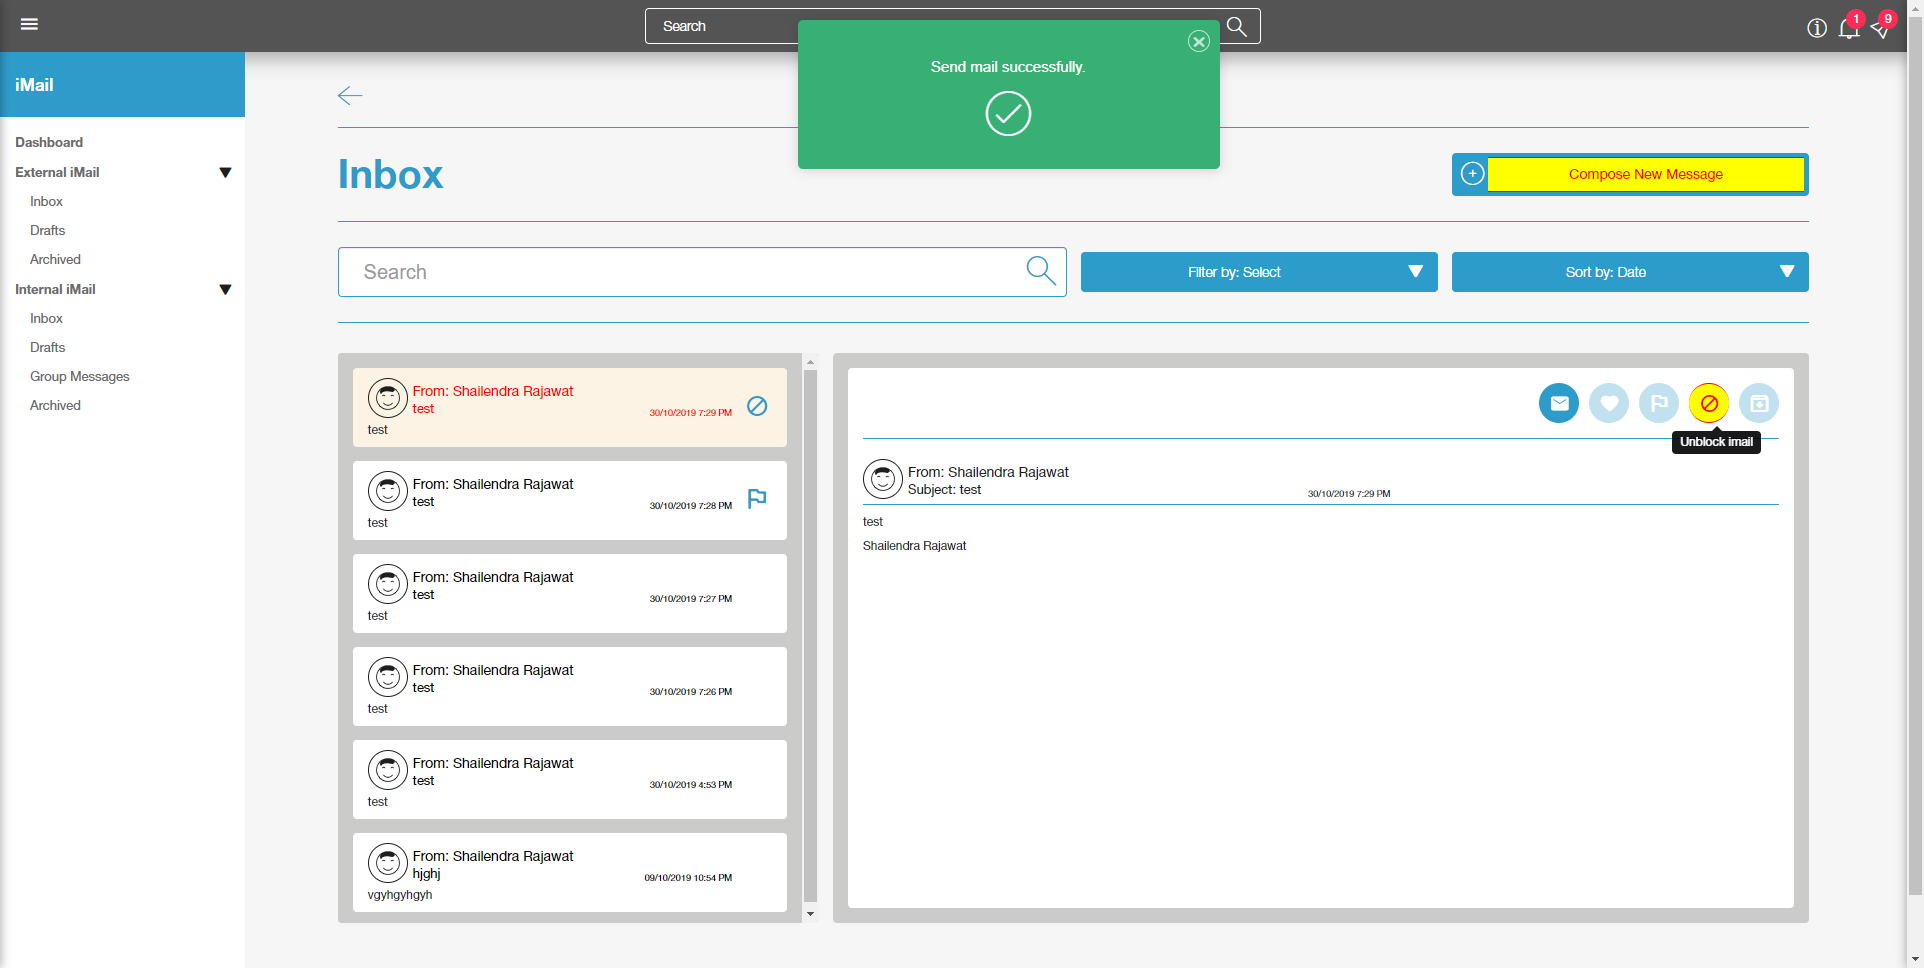 Search
1
9
Send mail successfully.
iMail
Dashboard
External iMail
Inbox
Drafts
Archived
Internal iMail
Inbox
Drafts
Group Messages
Archived
Inbox
Compose New Message
Search
Filter by: Select
Sort by: Date
From: Shailendra Rajawat
test
30/10/2019 7:29 PM
test
From: Shailendra Rajawat
test
30/10/2019 7:28 PM
test
From: Shailendra Rajawat
test
30/10/2019 7:27 PM
test
From: Shailendra Rajawat
test
30/10/2019 7:26 PM
test
From: Shailendra Rajawat
test
30/10/2019 4:53 PM
test
From: Shailendra Rajawat
hjghj
09/10/2019 10:54 PM
vgyhgyhgyh
Unblock imail
From: Shailendra Rajawat
Subject: test
30/10/2019 7:29 PM
test
Shailendra Rajawat